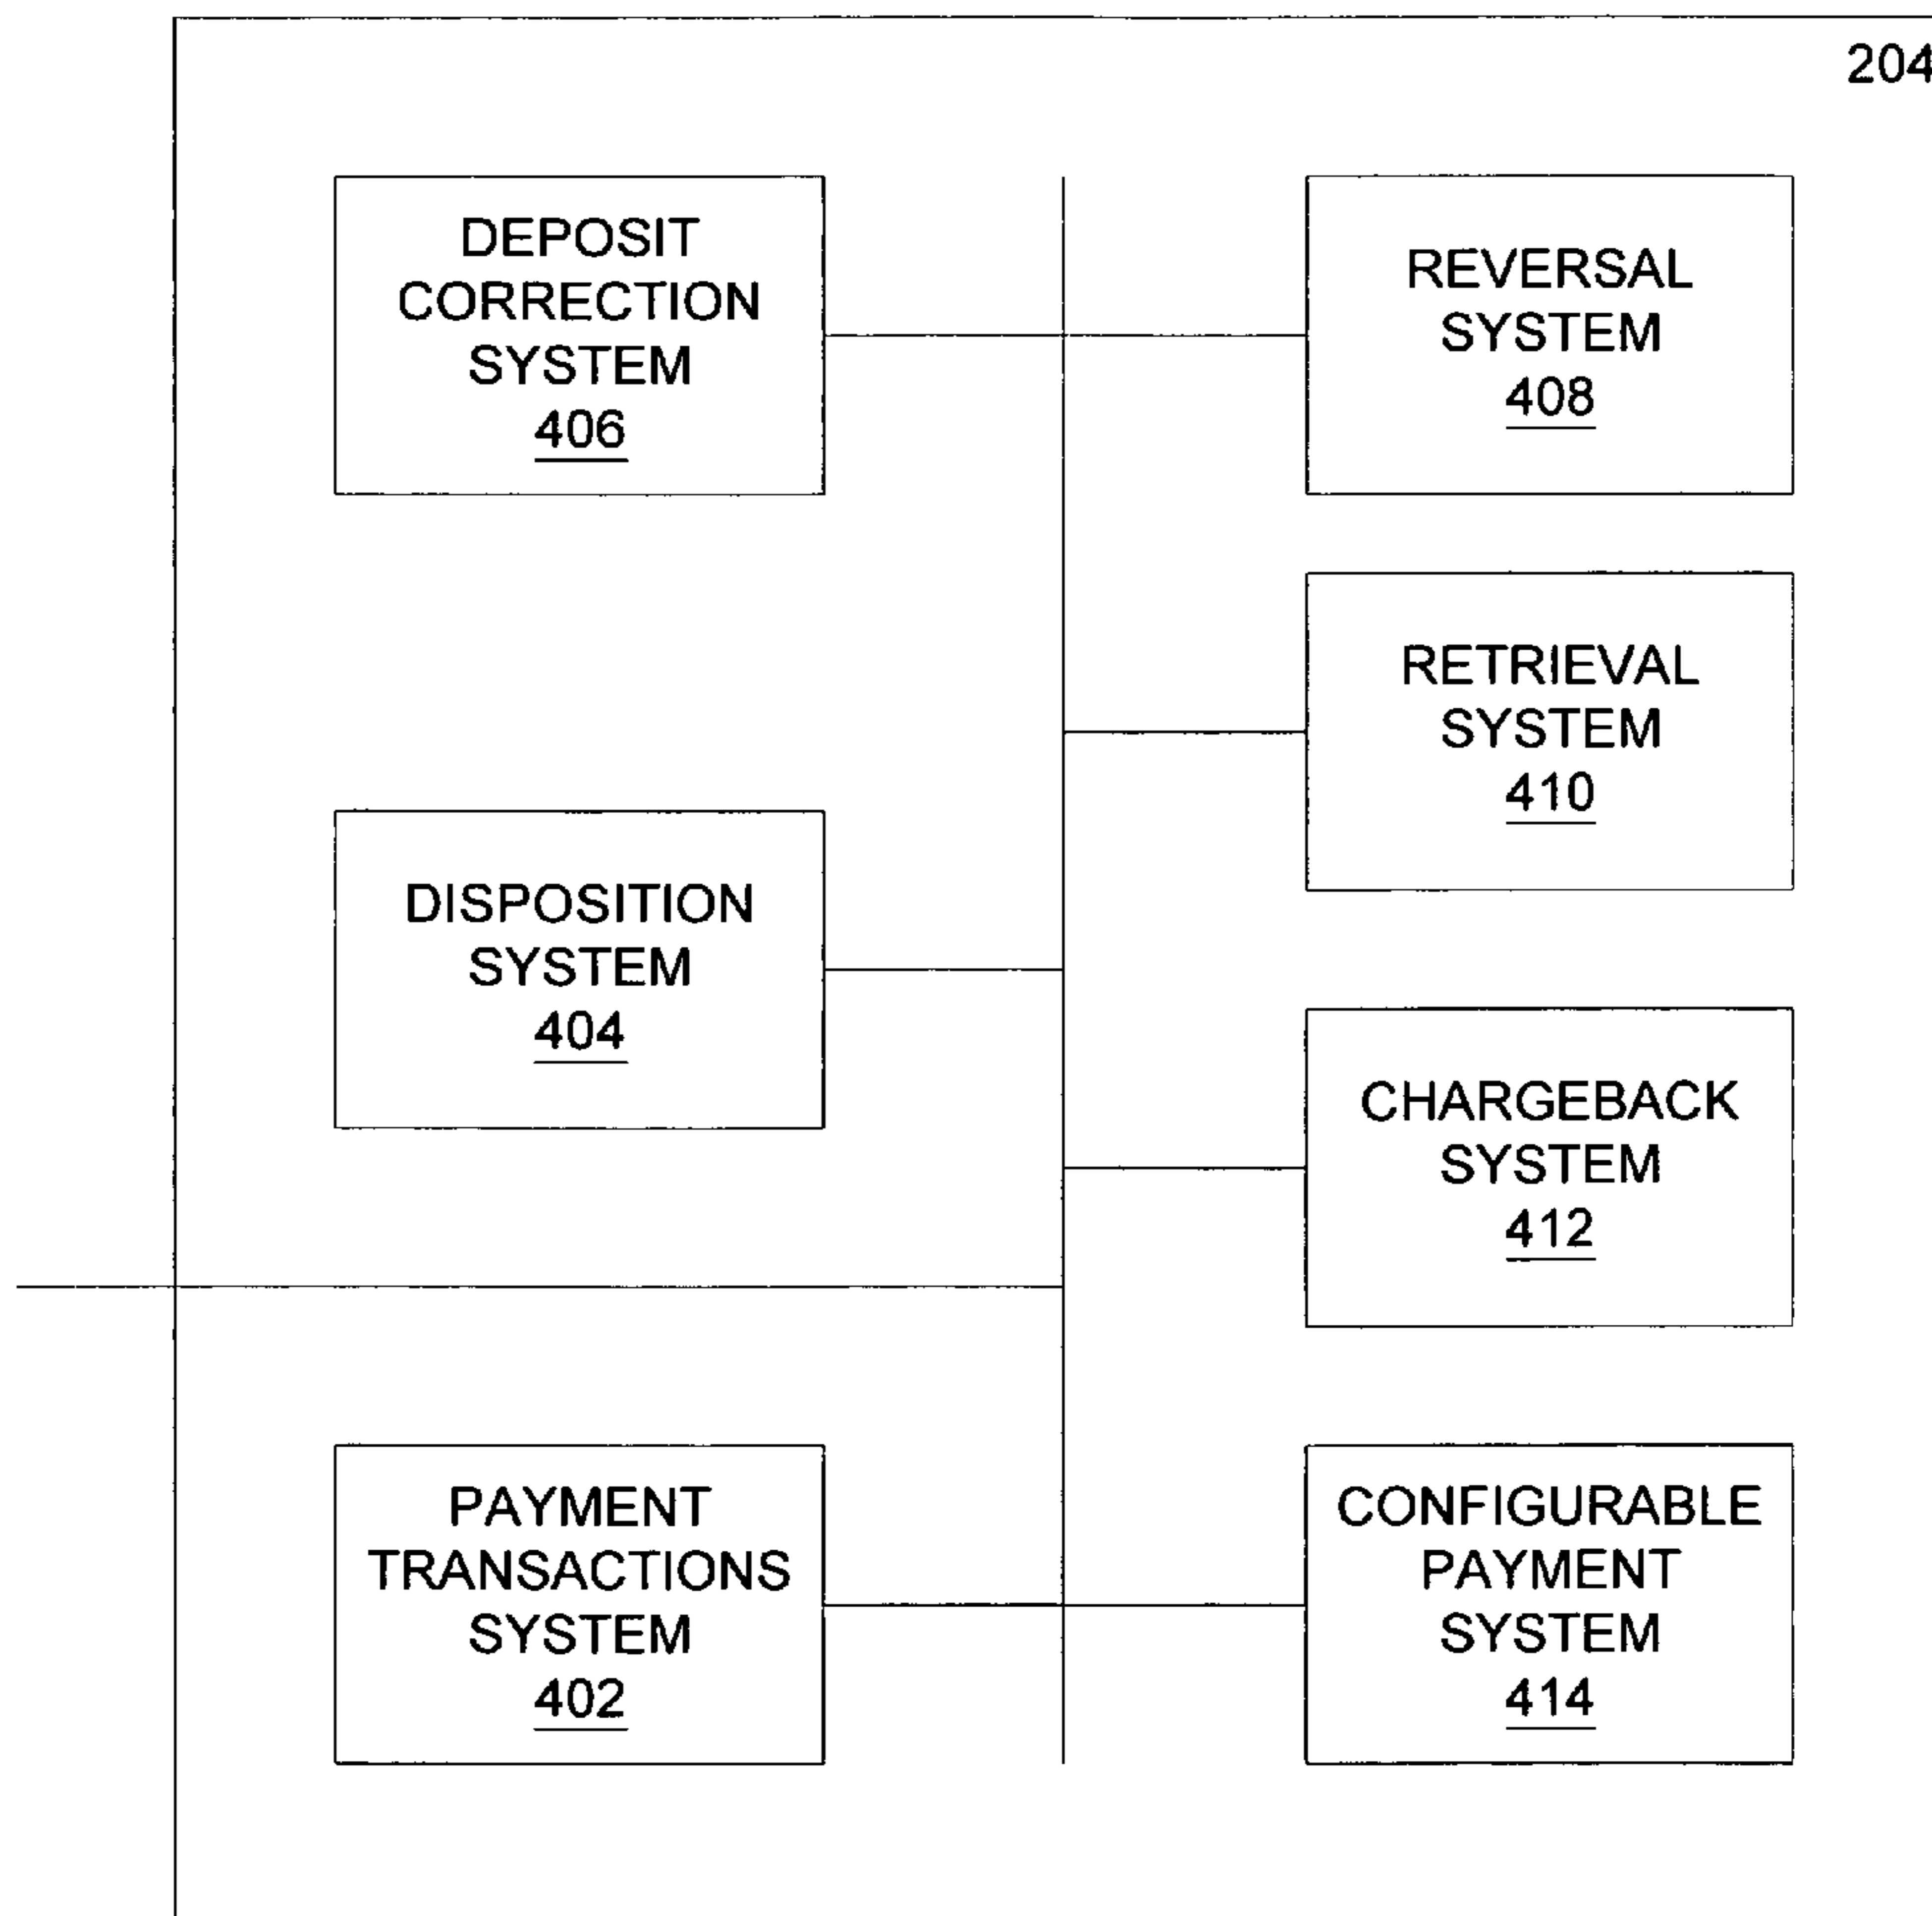 204
DEPOSIT
CORRECTION
SYSTEM
406
REVERSAL
SYSTEM
408
RETRIEVAL
SYSTEM
410
DISPOSITION
SYSTEM
404
CHARGEBACK
SYSTEM
412
PAYMENT
TRANSACTIONS
SYSTEM
402
CONFIGURABLE
PAYMENT
SYSTEM
414